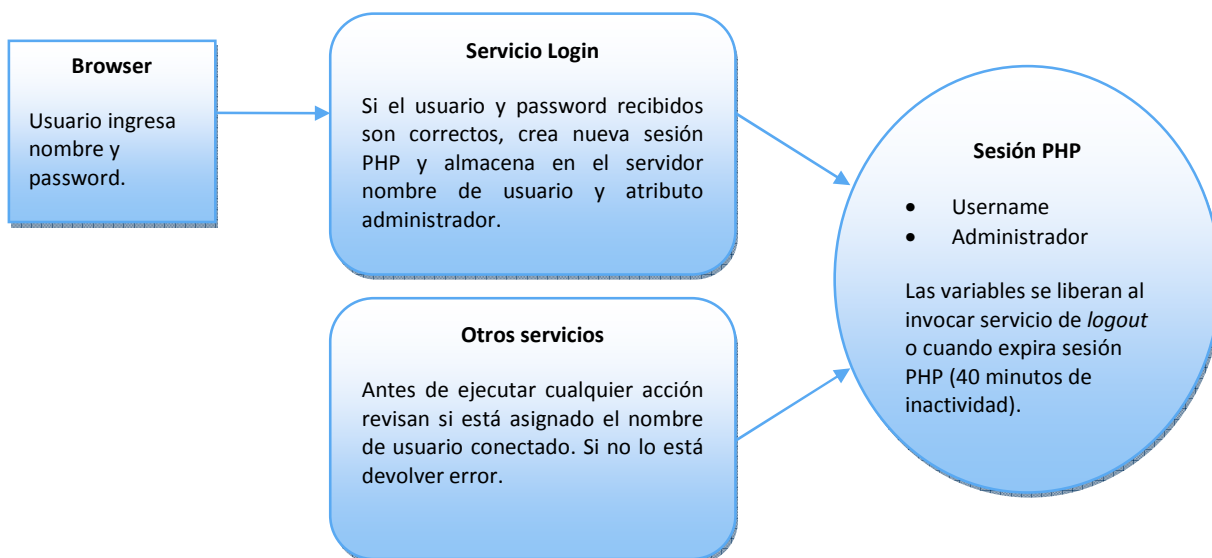 Browser
Usuario ingresa
nombre y
password.
Servicio Login
Si el usuario y password recibidos
son correctos, crea nueva sesión
PHP y almacena en el servidor
nombre de usuario y atributo
administrador.
Otros servicios
Antes de ejecutar cualquier acción
revisan si está asignado el nombre
de usuario conectado. Si no lo está
devolver error.
Sesión PHP
• Username
• Administrador
Las variables se liberan al
invocar servicio de logout
o cuando expira sesión
PHP (40 minutos de
inactividad).